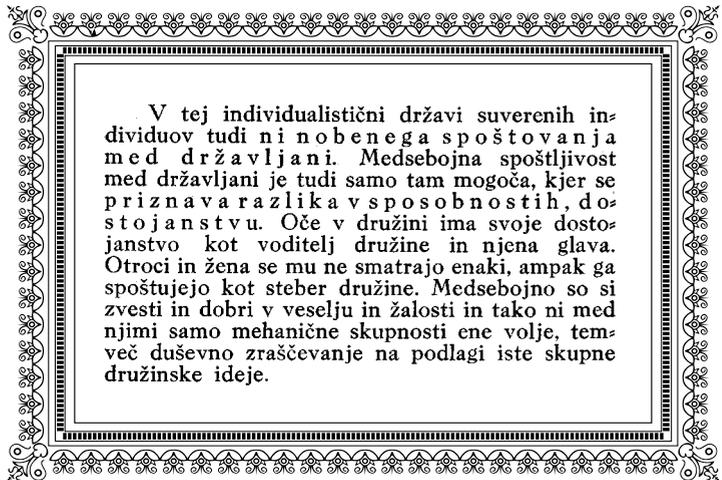 V tej individualistični državi suverenih in-
dividuov tudi ni nobenega spoštovanja
med državljani. Medsebojna spoštljivost
med državljani je tudi samo tam mogoča, kjer se
priznava razlika v sposobnostih, do-
stojanstvu. Oče v družini ima svoje dosto-
janstvo kot voditelj družine in njena glava.
Otroci in žena se mu ne smatrajo enaki, ampak ga
spoštujejo kot steber družine. Medsebojno so si
zvesti in dobri v veselju in žalosti in tako ni med
njimi samo mehanične skupnosti ene volje, tem-
več duševno zraščevanje na podlagi iste skupne
družinske ideje.